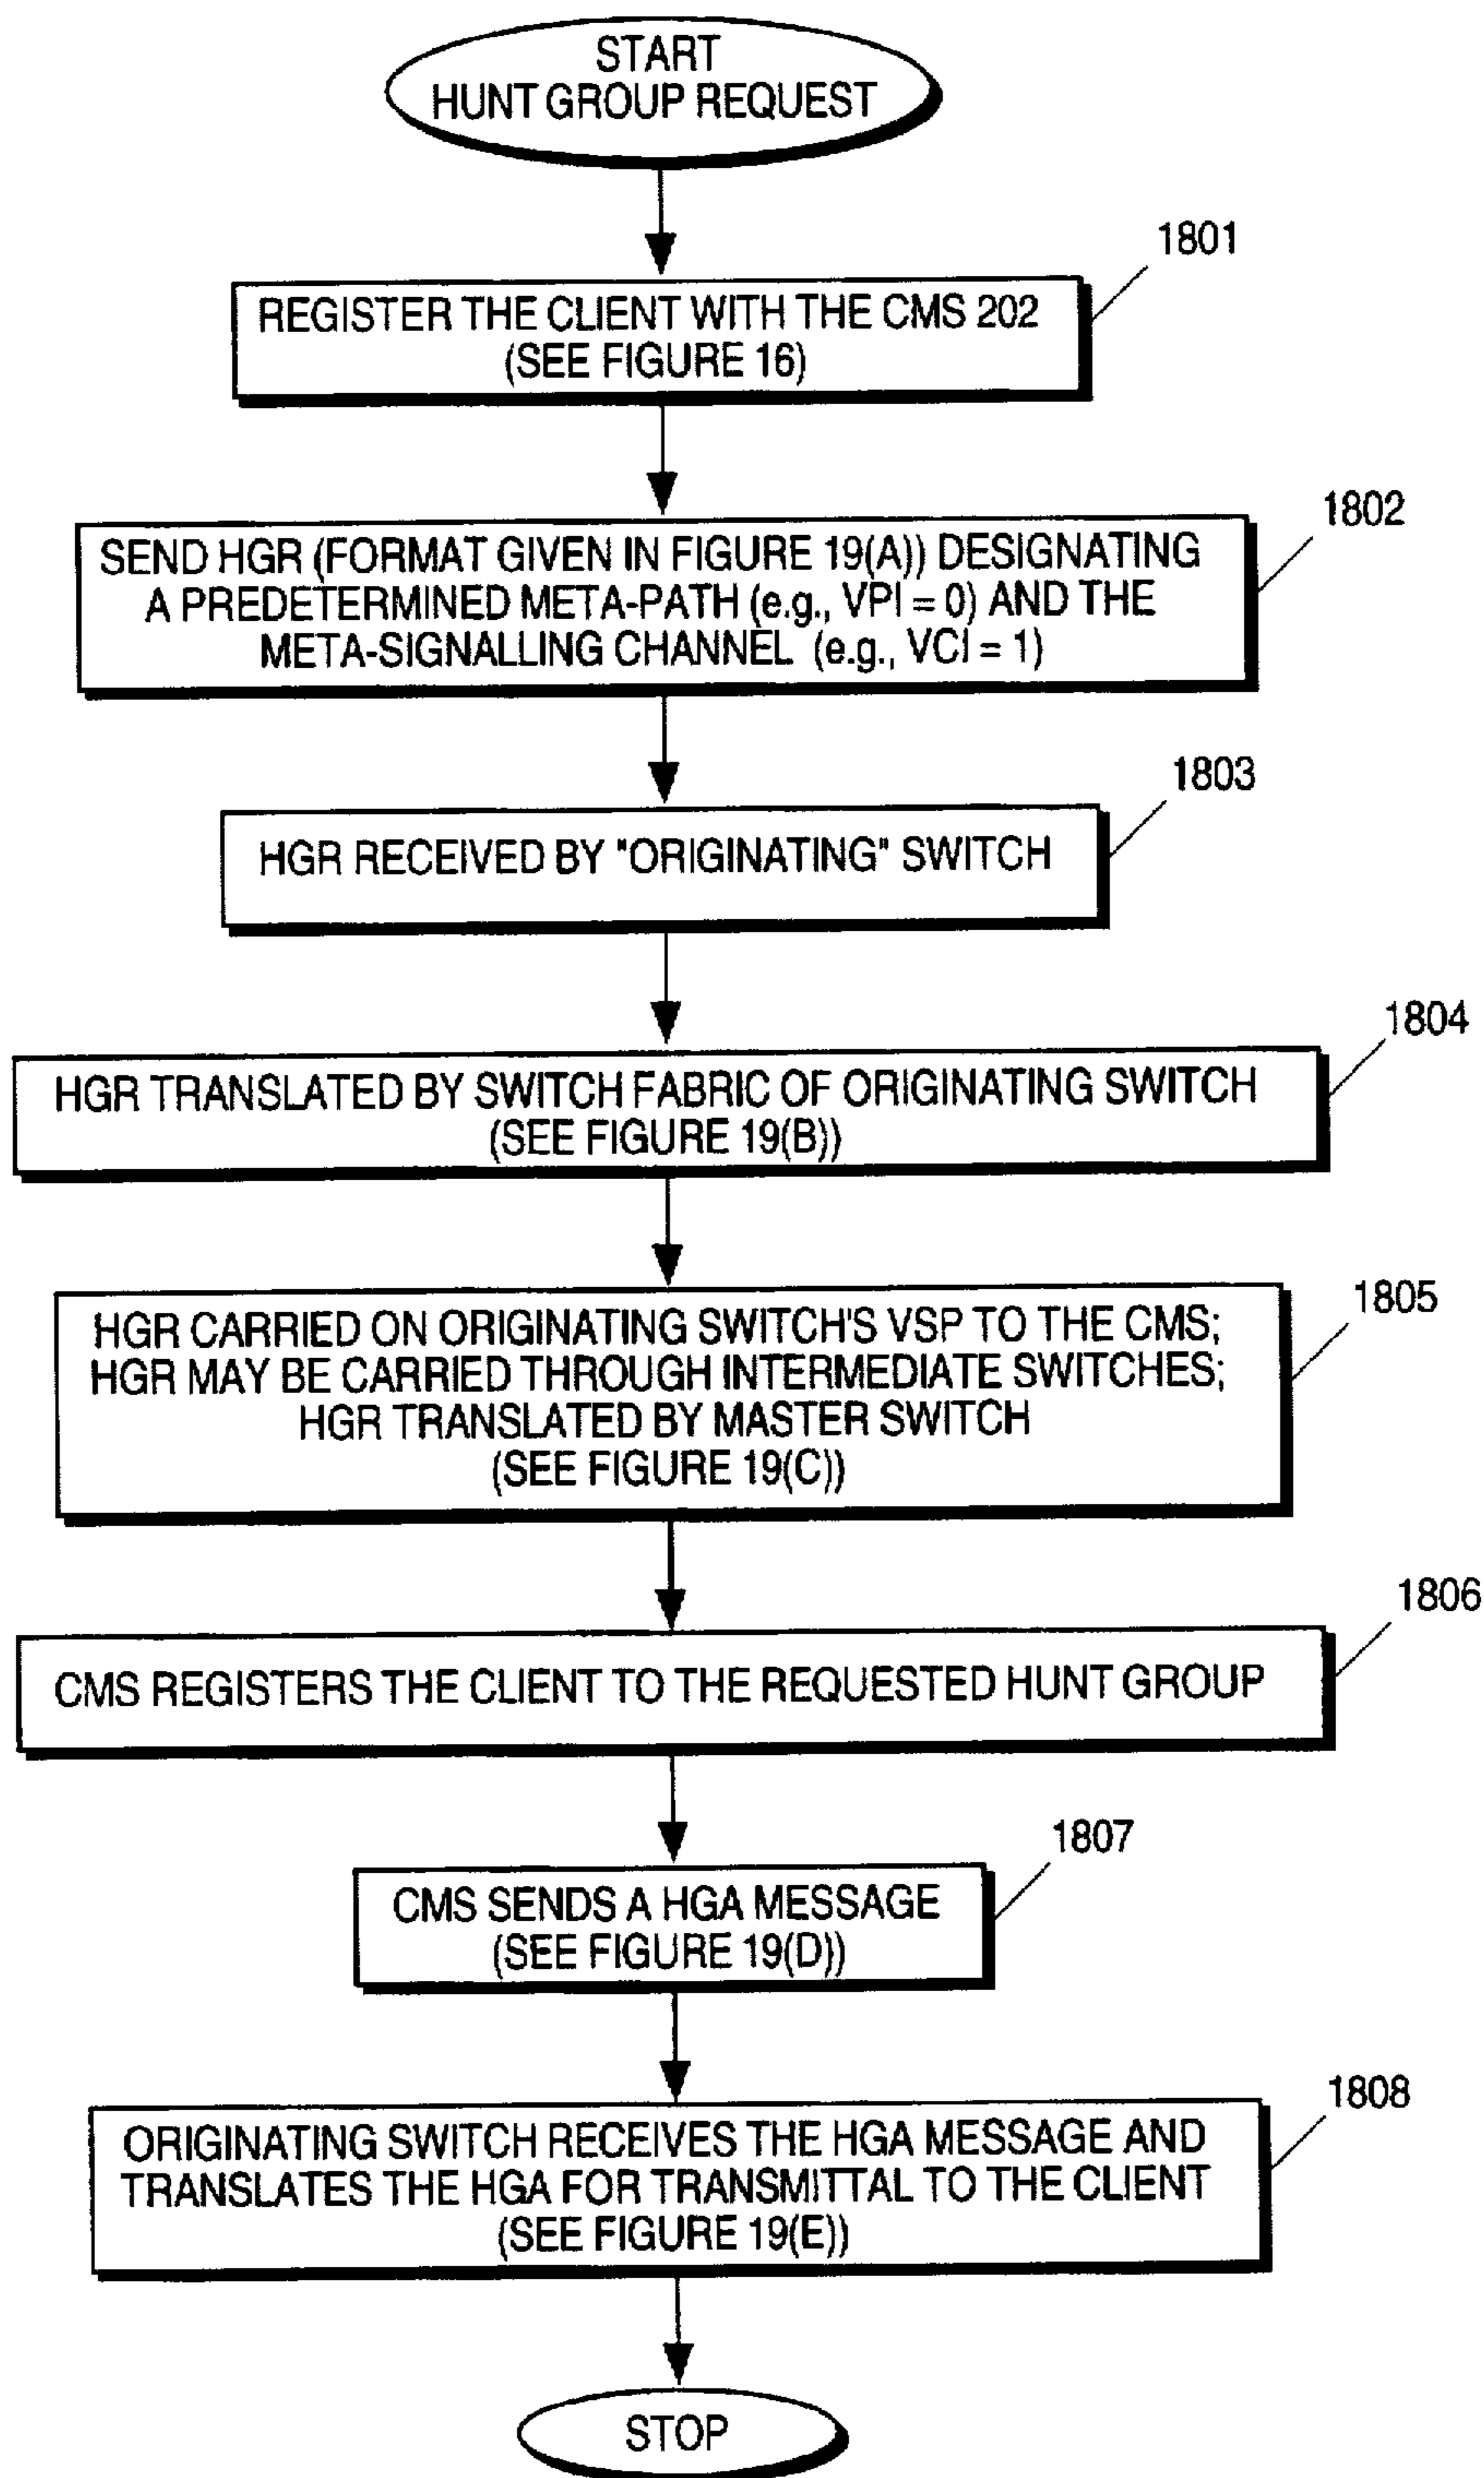 START
HUNT GROUP REQUEST
1801
REGISTER THE CLIENT WITH THE CMS 202
(SEE FIGURE 16)
1802
SEND HGR (FORMAT GIVEN IN FIGURE 19(A)) DESIGNATING
A PREDETERMINED META-PATH (e.g., VPI = 0) AND THE
META-SIGNALLING CHANNEL (e.g., VCI = 1)
1803
HGR RECEIVED BY "ORIGINATING" SWITCH
1804
HGR TRANSLATED BY SWITCH FABRIC OF ORIGINATING SWITCH
(SEE FIGURE 19(B))
1805
HGR CARRIED ON ORIGINATING SWITCH'S VSP TO THE CMS;
HGR MAY BE CARRIED THROUGH INTERMEDIATE SWITCHES;
HGR TRANSLATED BY MASTER SWITCH
(SEE FIGURE 19(C))
1806
CMS REGISTERS THE CLIENT TO THE REQUESTED HUNT GROUP
1807
CMS SENDS A HGA MESSAGE
(SEE FIGURE 19(D))
1808
ORIGINATING SWITCH RECEIVES THE HGA MESSAGE AND
TRANSLATES THE HGA FOR TRANSMITTAL TO THE CLIENT
(SEE FIGURE 19(E))
STOP